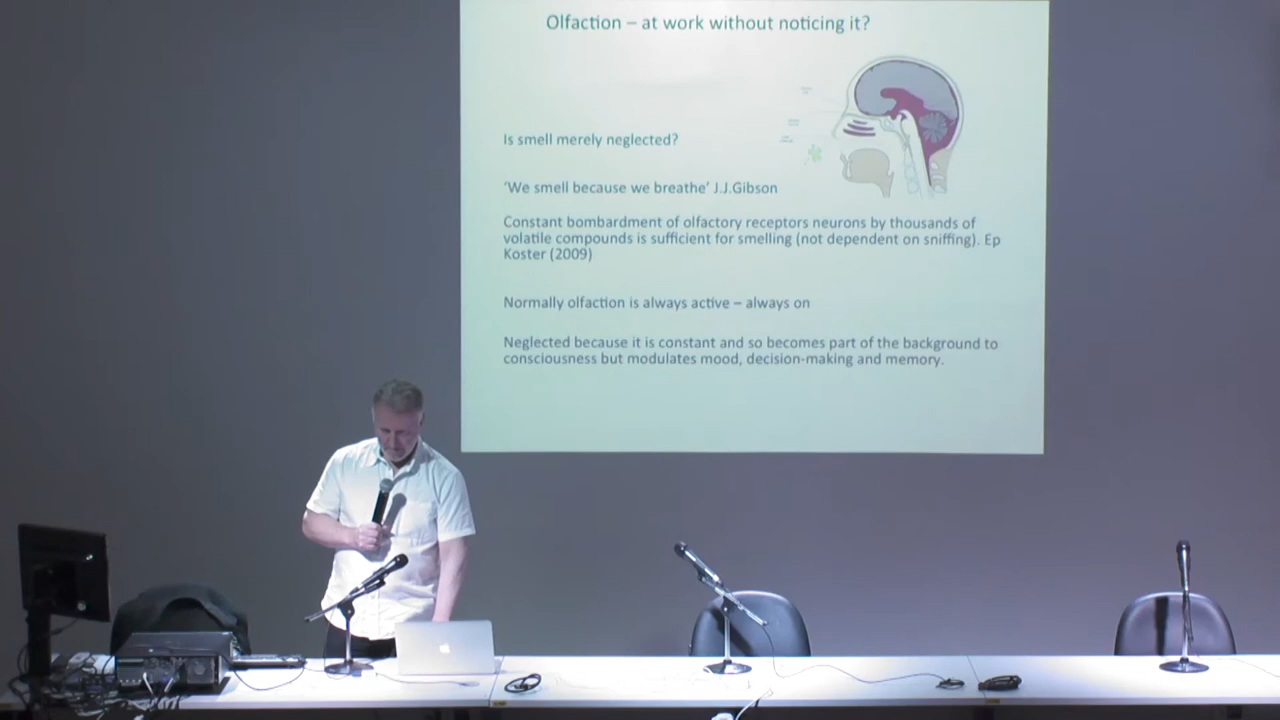 Olfaction – at work without noticing it?
Is smell merely neglected?
‘We smell because we breathe’ J.J.Gibson
Constant bombardment of olfactory receptors neurons by thousands of
volatile compounds is sufficient for smelling (not dependent on sniffing). Ep
Koster (2009)
Normally olfaction is always active – always on
Neglected because it is constant and so becomes part of the background to
consciousness but modulates mood, decision-making and memory.